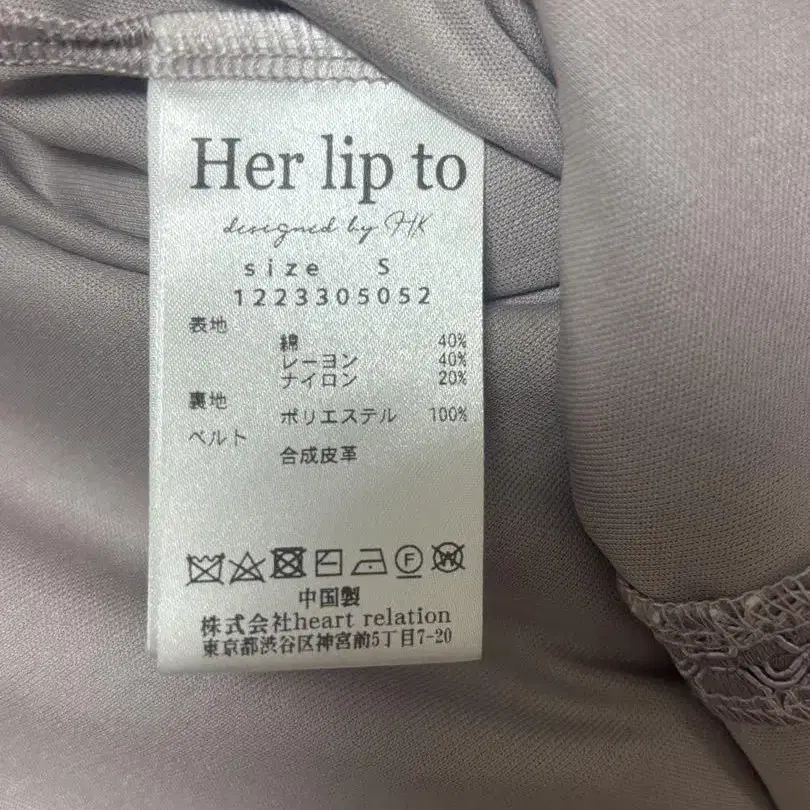 Her lip to
designed by HK
size S
1223305052
表地
綿 40%
レーヨン 40%
ナイロン 20%
裏地
ポリエステル 100%
ベルト
合成皮革
F W
中国製
株式会社heart relation
東京都渋谷区神宮前5丁目7-20